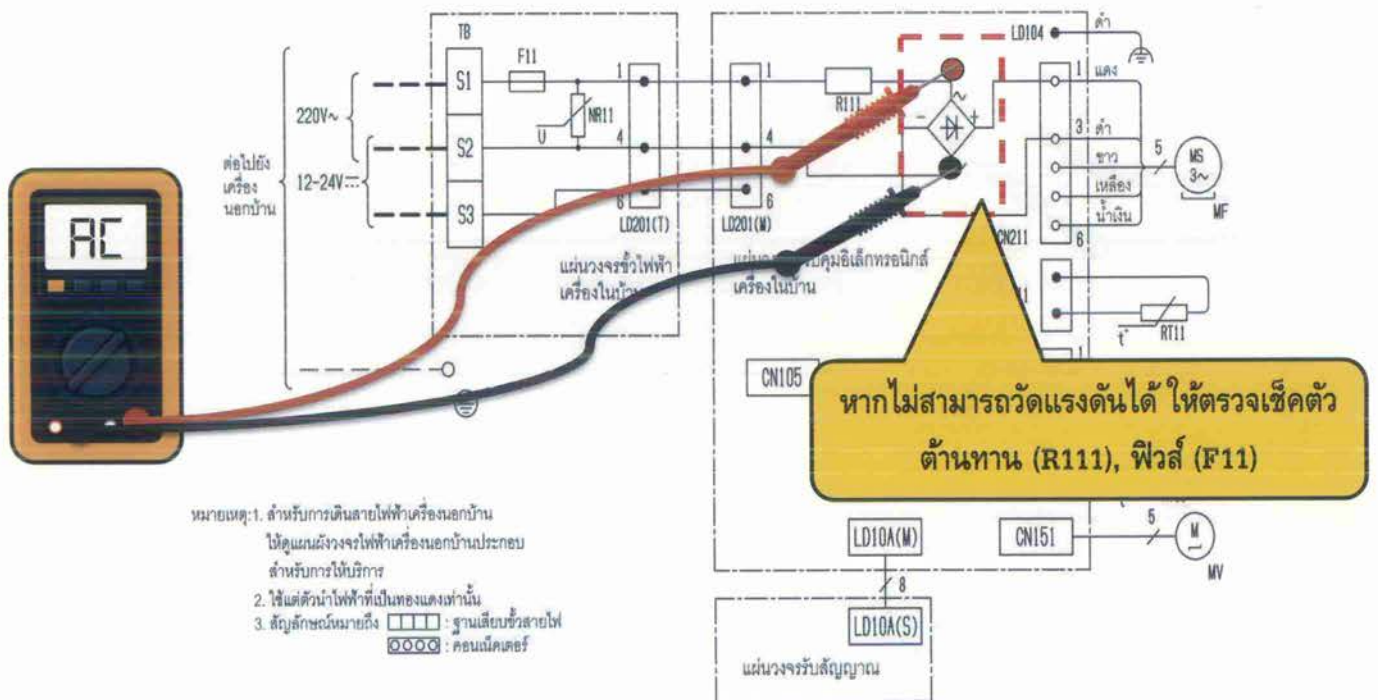 TB
LD104
ดำ
F11
S1
1
1
R111
~
1
แดง
220V~
NR11
U
- +
3
ดำ
S2
4
4
ขาว
5
MS
3~
ต่อไปยัง
เครื่อง
นอกบ้าน
12-24V
เหลือง
MF
S3
6
6
น้ำเงิน
AC
LD201(T)
LD201(M)
CN211
6
แผ่นวงจรขั้วไฟฟ้า
เครื่องในบ้าน
เครื่องในบ้าน
t°
RT11
1
CN105
หากไม่สามารถวัดแรงดันได้ ให้ตรวจเช็คตัว
ต้านทาน (R111), ฟิวส์ (F11)
หมายเหตุ:1. สำหรับการเดินสายไฟฟ้าเครื่องนอกบ้าน
ให้ดูแผนผังวงจรไฟฟ้าเครื่องนอกบ้านประกอบ
สำหรับการให้บริการ
2. ใช้แต่ตัวนำไฟฟ้าที่เป็นทองแดงเท่านั้น
3. สัญลักษณ์หมายถึง : ฐานเสียบขั้วสายไฟ
: คอนเน็คเตอร์
LD10A(M)
CN151
5
M
MV
8
LD10A(S)
แผ่นวงจรรับสัญญาณ